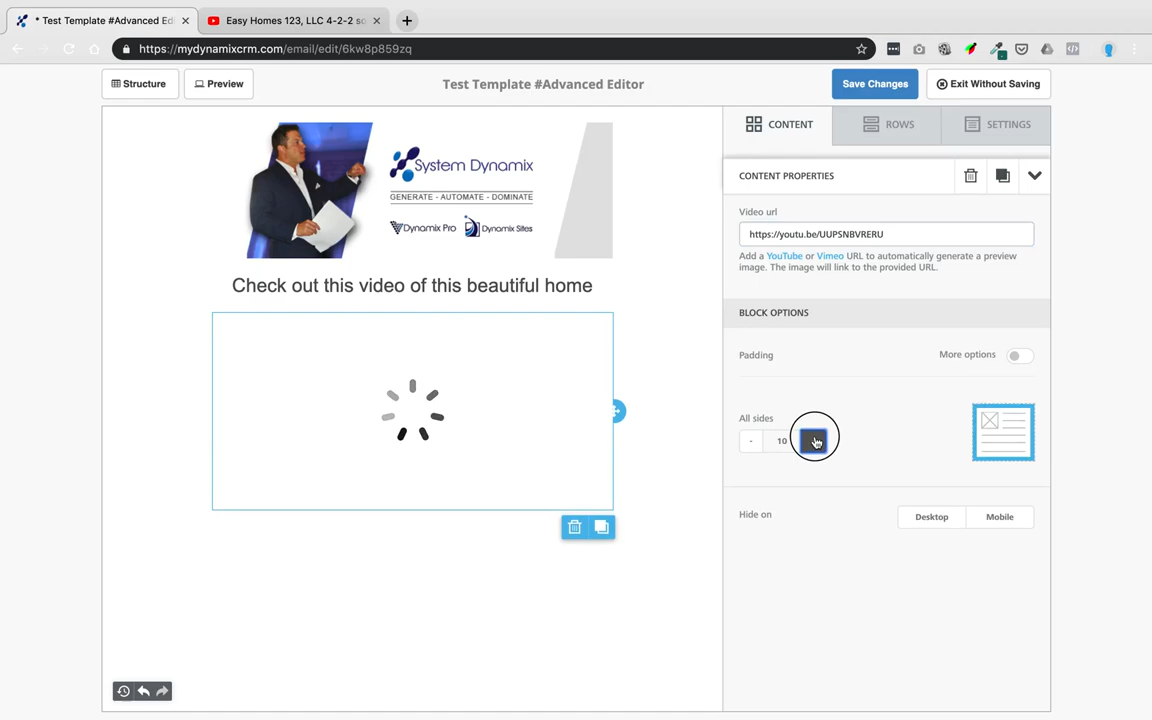 * Test Template #Advanced Edi
Easy Homes 123, LLC 4-2-2 so
https://mydynamixcrm.com/email/edit/6kw8p859zq
Structure
Preview
Test Template #Advanced Editor
Save Changes
Exit Without Saving
CONTENT
ROWS
SETTINGS
System Dynamix
GENERATE - AUTOMATE - DOMINATE
Dynamix Pro
Dynamix Sites
Check out this video of this beautiful home
CONTENT PROPERTIES
Video url
https://youtu.be/UUPSNBVRERU
Add a YouTube or Vimeo URL to automatically generate a preview
image. The image will link to the provided URL.
BLOCK OPTIONS
Padding
More options
All sides
- 10
Hide on
Desktop
Mobile